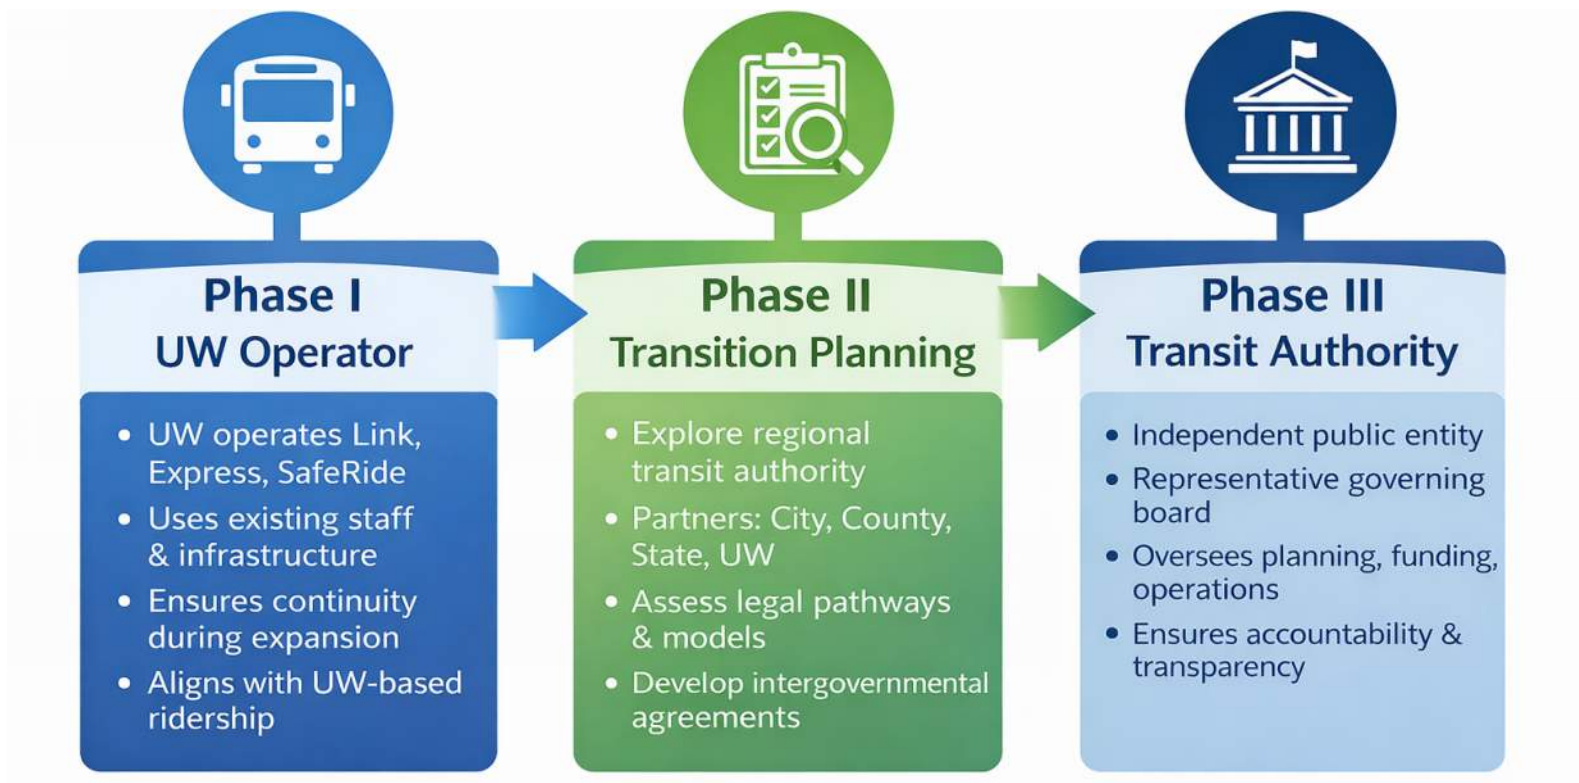 Phase I
UW Operator
• UW operates Link,
Express, SafeRide
• Uses existing staff
& infrastructure
• Ensures continuity
during expansion
• Aligns with UW-based
ridership
Phase II
Transition Planning
• Explore regional
transit authority
• Partners: City, County,
State, UW
• Assess legal pathways
& models
• Develop intergovernmental
agreements
Phase III
Transit Authority
• Independent public entity
• Representative governing
board
• Oversees planning, funding,
operations
• Ensures accountability &
transparency